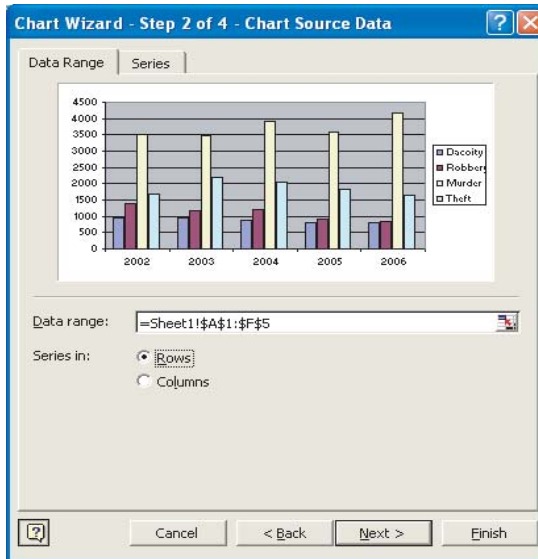 Chart Wizard - Step 2 of 4 - Chart Source Data
Data Range
Series
4500
4000
3500
3000
2500
2000
1500
1000
500
0
2002
2003
2004
2005
2006
Dacoity
Robbery
Murder
Theft
Data range:
=Sheet1!$A$1:$F$5
Series in:
Rows
Columns
Cancel
< Back
Next >
Finish